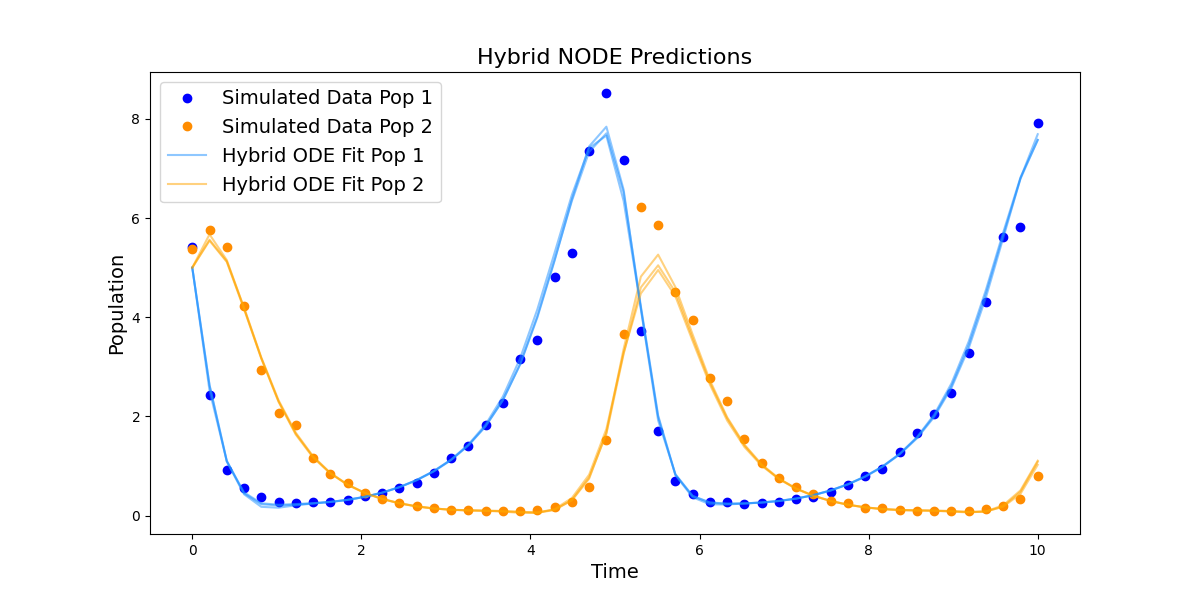 Hybrid NODE Predictions
Simulated Data Pop 1
Simulated Data Pop 2
Hybrid ODE Fit Pop 1
Hybrid ODE Fit Pop 2
Population
8
6
4
2
0
0 2 4 6 8 10
Time